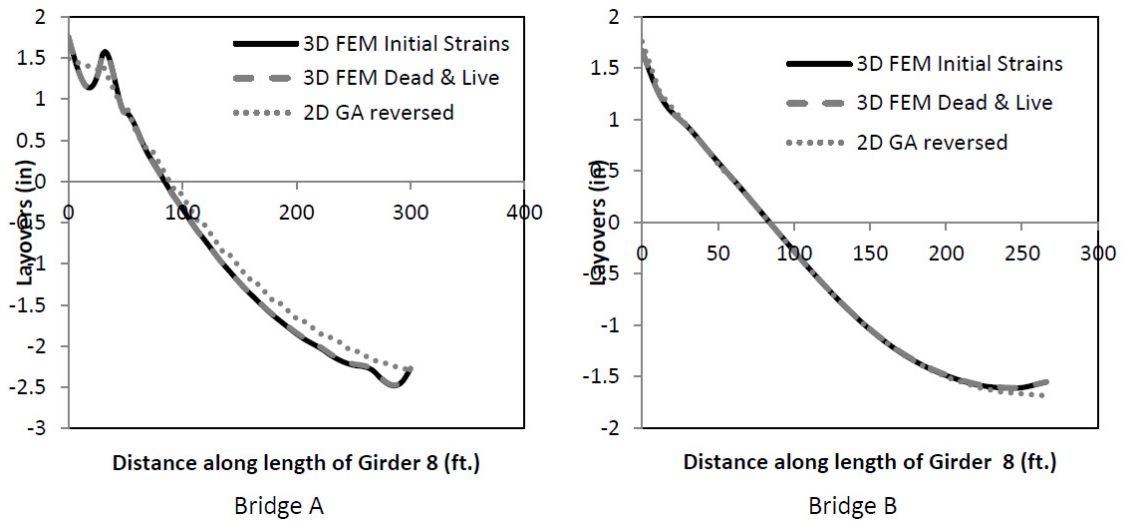 2
1.5
1
0.5
0
-0.5
-1
-1.5
-2
-2.5
-3
0 100 200 300 400
Layovers (in)
3D FEM Initial Strains
3D FEM Dead & Live
2D GA reversed
Distance along length of Girder 8 (ft.)
Bridge A
2
1.5
1
0.5
0
-0.5
-1
-1.5
-2
0 50 100 150 200 250 300
Layovers (in)
3D FEM Initial Strains
3D FEM Dead & Live
2D GA reversed
Distance along length of Girder 8 (ft.)
Bridge B